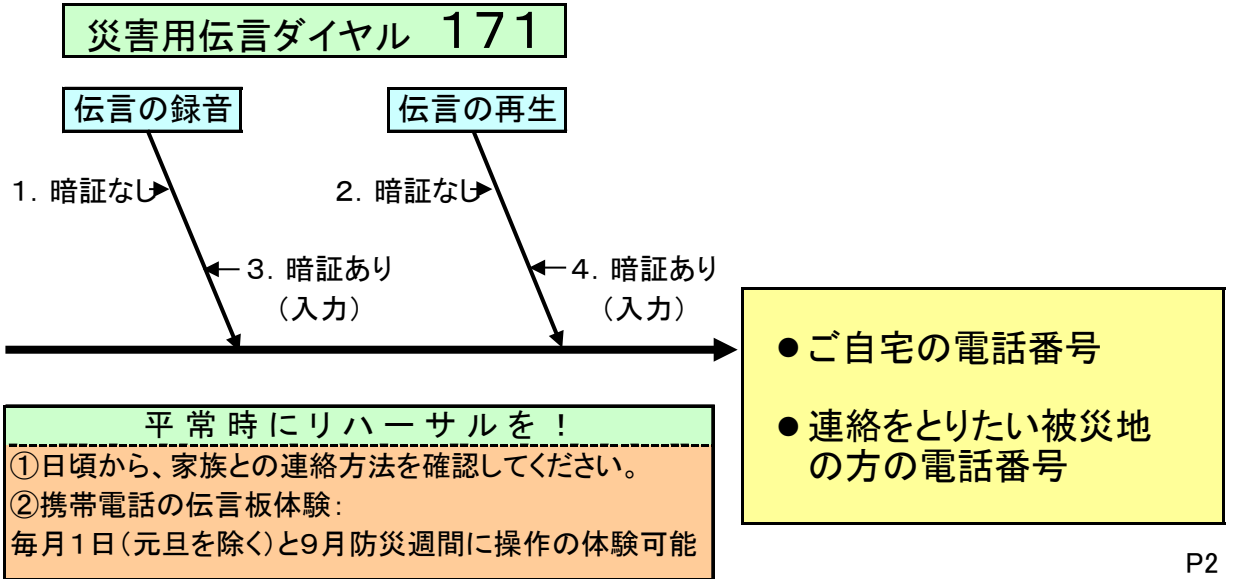 災害用伝言ダイヤル 171
伝言の録音
伝言の再生
1．暗証なし
2．暗証なし
3．暗証あり
（入力）
4．暗証あり
（入力）
●ご自宅の電話番号
●連絡をとりたい被災地
の方の電話番号
平常時にリハーサルを！
①日頃から、家族との連絡方法を確認してください。
②携帯電話の伝言板体験：
毎月１日（元旦を除く）と９月防災週間に操作の体験可能
P2